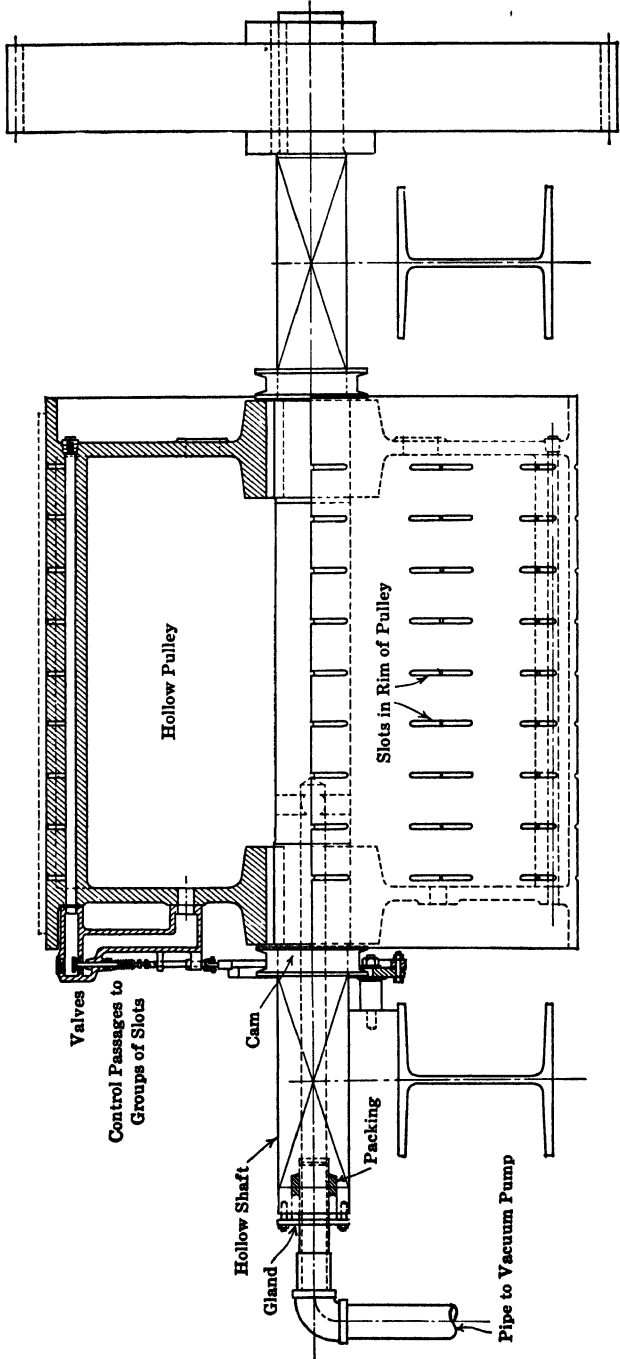 Hollow Pulley
Slots in Rim of Pulley
Valves
Control Passages to
Groups of Slots
Cam
Hollow Shaft
Packing
Gland
Pipe to Vacuum Pump